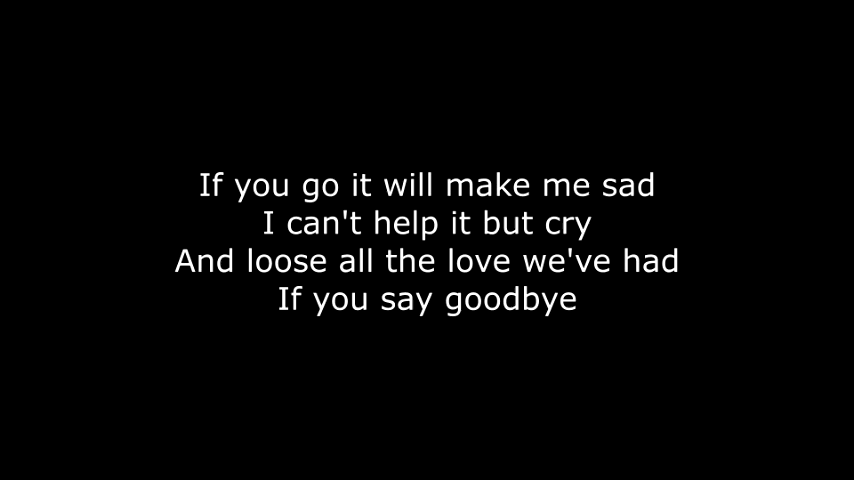 If you go it will make me sad
I can't help it but cry
And loose all the love we've had
If you say goodbye